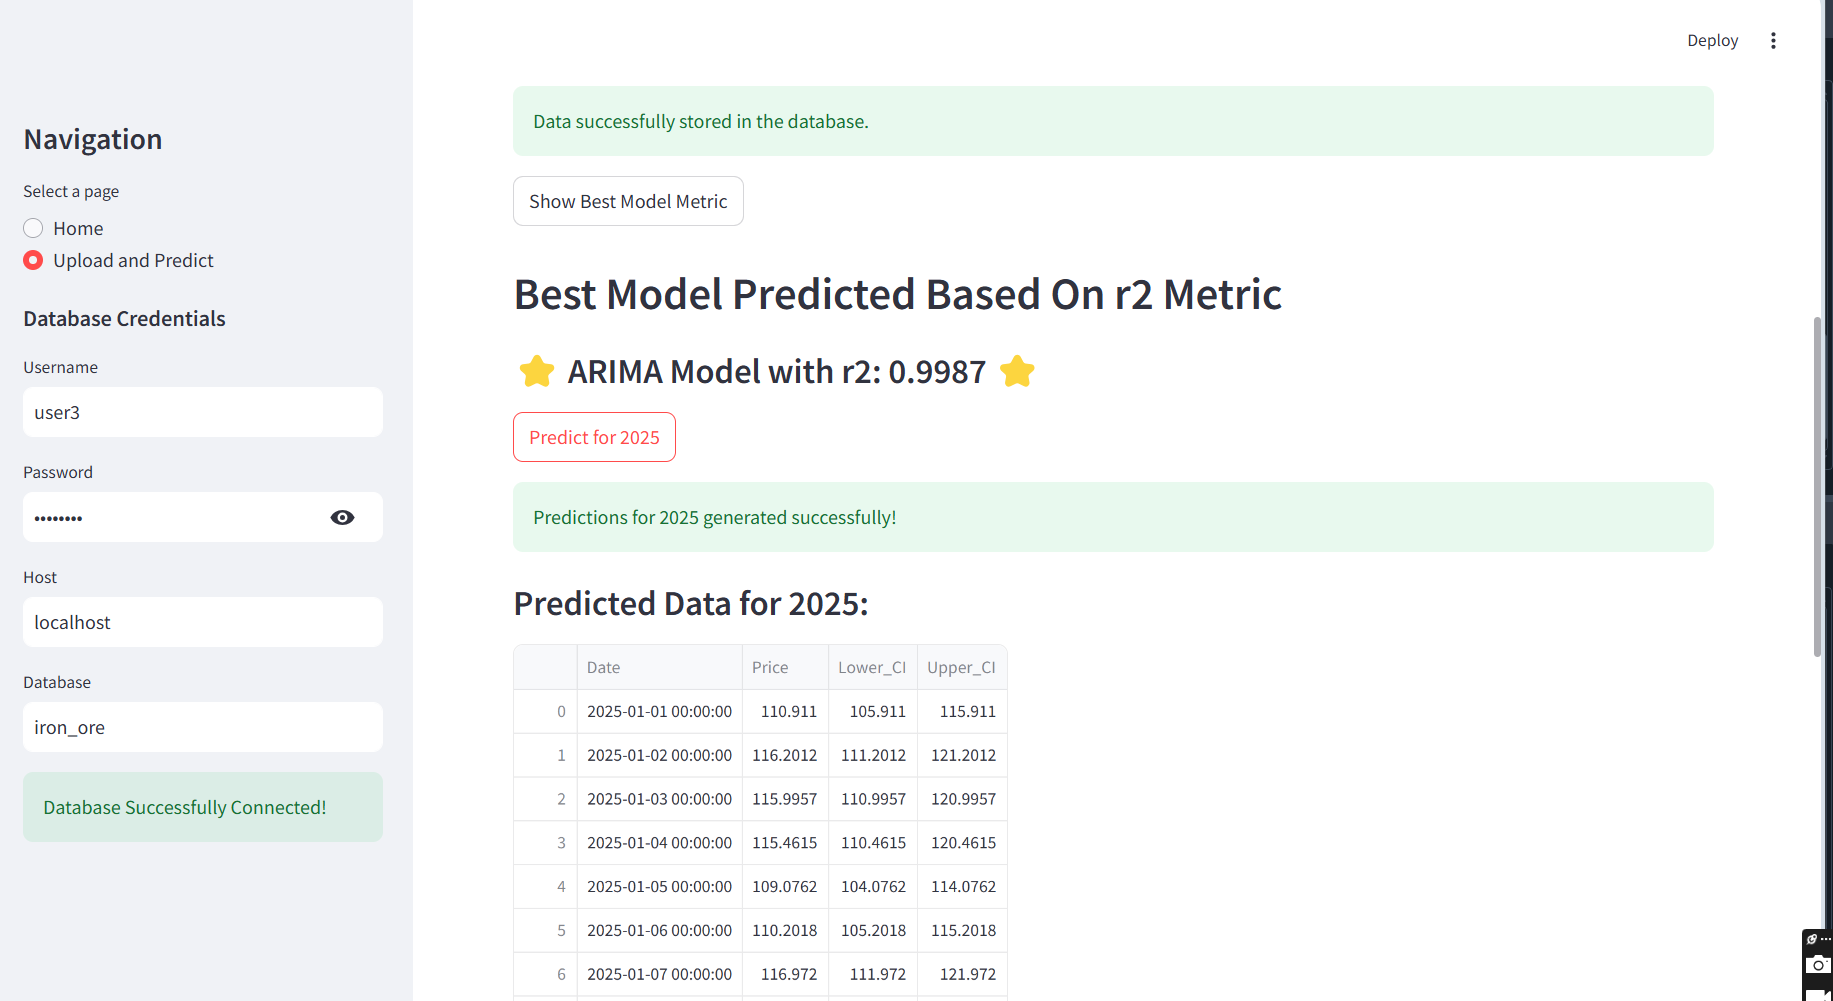 Deploy
Navigation
Select a page
Home
Upload and Predict
Database Credentials
Username
user3
Password
••••••••
Host
localhost
Database
iron_ore
Database Successfully Connected!
Data successfully stored in the database.
Show Best Model Metric
Best Model Predicted Based On r2 Metric
ARIMA Model with r2: 0.9987
Predict for 2025
Predictions for 2025 generated successfully!
Predicted Data for 2025:
Date Price Lower_CI Upper_CI
0 2025-01-01 00:00:00 110.911 105.911 115.911
1 2025-01-02 00:00:00 116.2012 111.2012 121.2012
2 2025-01-03 00:00:00 115.9957 110.9957 120.9957
3 2025-01-04 00:00:00 115.4615 110.4615 120.4615
4 2025-01-05 00:00:00 109.0762 104.0762 114.0762
5 2025-01-06 00:00:00 110.2018 105.2018 115.2018
6 2025-01-07 00:00:00 116.972 111.972 121.972